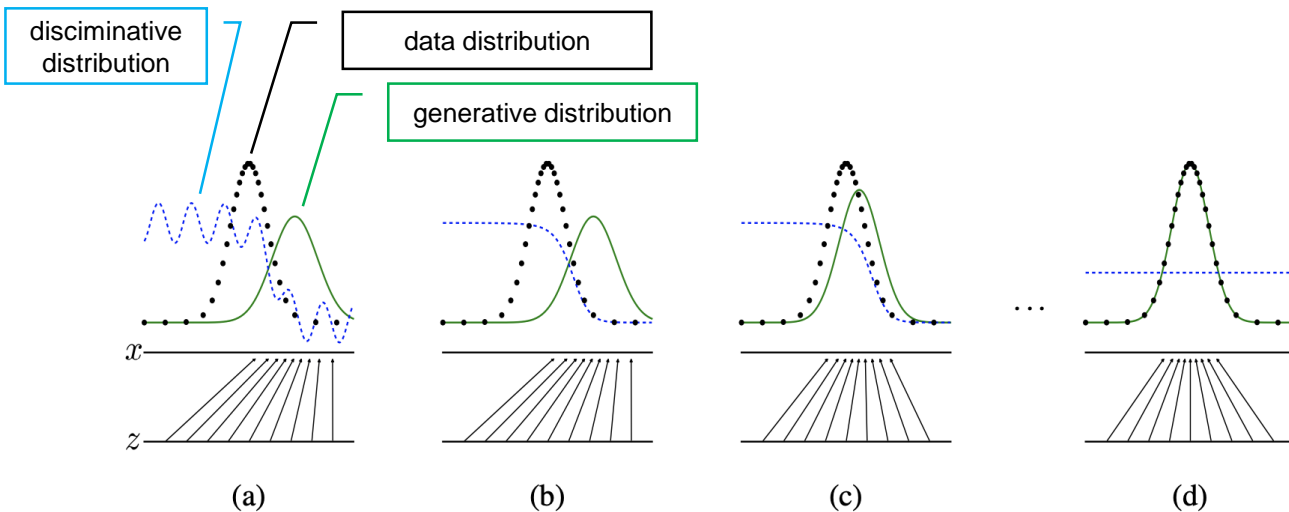 disciminative
distribution
data distribution
generative distribution
x
z
...
(a)
(b)
(c)
(d)